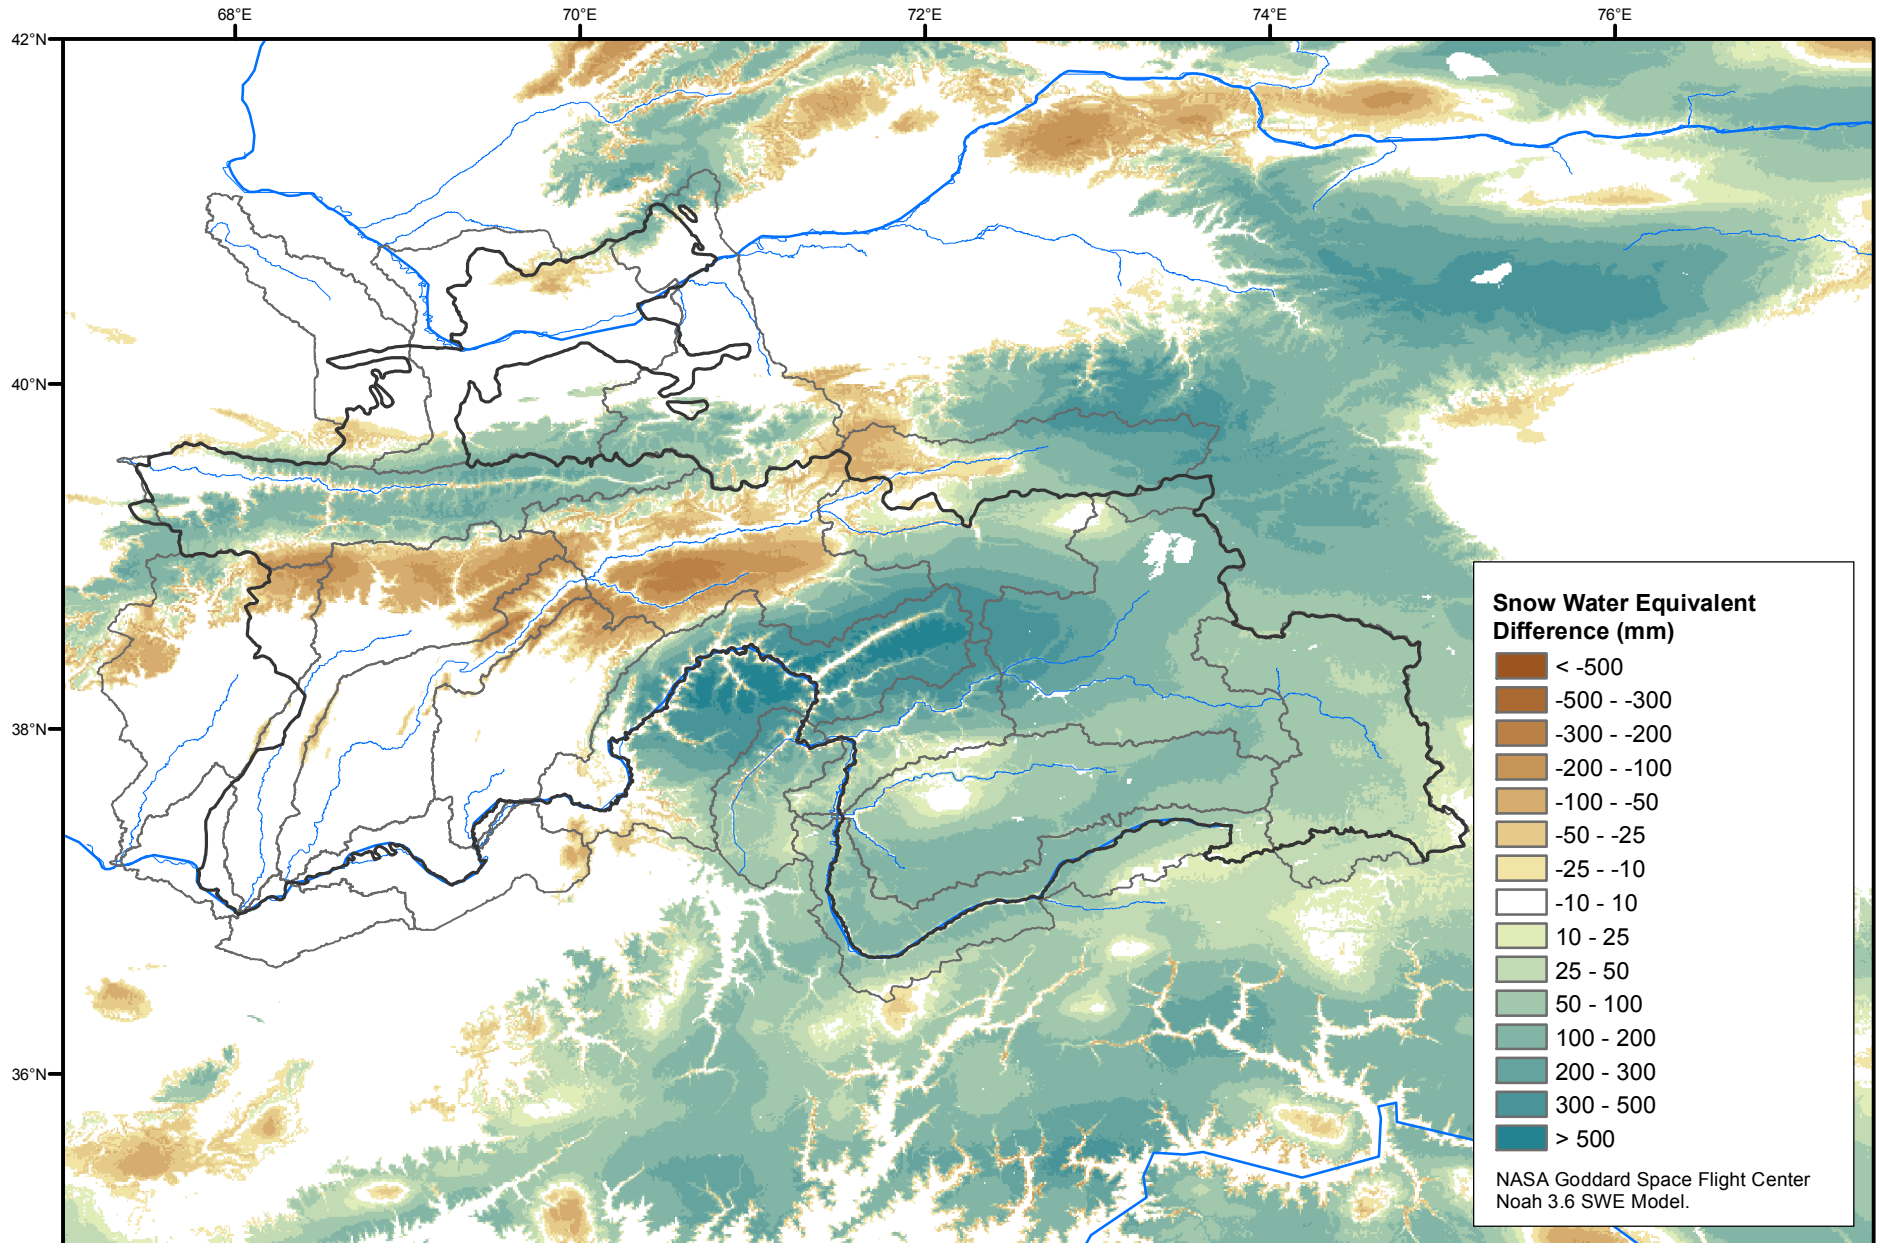 68°E 70°E 72°E 74°E 76°E
42°N
40°N
38°N
36°N
Snow Water Equivalent
Difference (mm)
< -500
-500 - -300
-300 - -200
-200 - -100
-100 - -50
-50 - -25
-25 - -10
-10 - 10
10 - 25
25 - 50
50 - 100
100 - 200
200 - 300
300 - 500
> 500
NASA Goddard Space Flight Center
Noah 3.6 SWE Model.